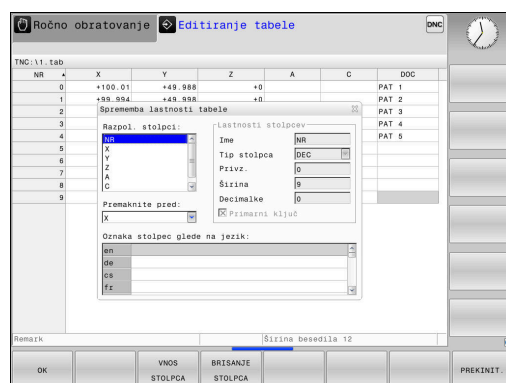 Ročno obratovanje Editiranje tabele DNC
TNC:\1.tab
NR X Y Z A C DOC
0 +100.01 +49.988 +0 PAT 1
1 +99.994 +49.998 +0 PAT 2
2 PAT 3
3 PAT 4
4 PAT 5
5
6
7
8
9
Sprememba lastnosti tabele
Razpol. stolpci:
NR
X
Y
Z
A
C
Premaknite pred:
X
Lastnosti stolpcev
Ime NR
Tip stolpca DEC
Privz. 0
Širina 9
Decimalke 0
Primarni ključ
Oznaka stolpec glede na jezik:
en
de
cs
fr
Remark Širina besedila 12
OK VNOS STOLPCA BRISANJE STOLPCA PREKINIT.